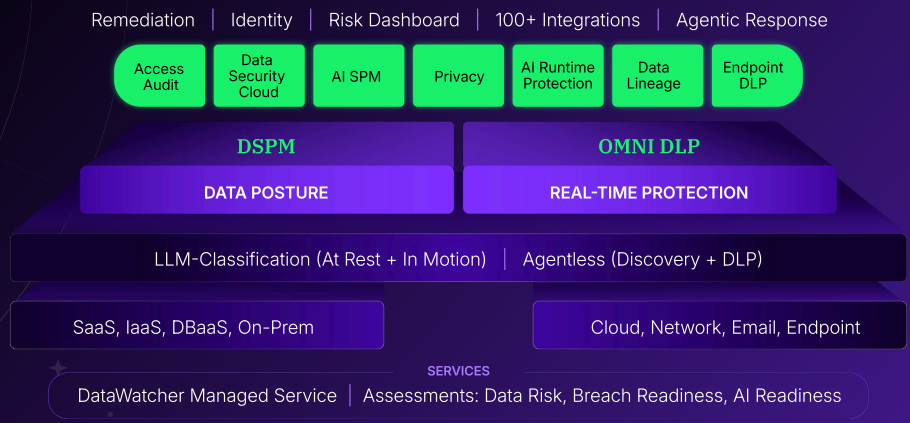 Remediation | Identity | Risk Dashboard | 100+ Integrations | Agentic Response
Access
Audit
Data
Security
Cloud
AI SPM
Privacy
AI Runtime
Protection
Data
Lineage
Endpoint
DLP
DSPM
OMNI DLP
DATA POSTURE
REAL-TIME PROTECTION
LLM-Classification (At Rest + In Motion) | Agentless (Discovery + DLP)
SaaS, IaaS, DBaaS, On-Prem
Cloud, Network, Email, Endpoint
SERVICES
DataWatcher Managed Service | Assessments: Data Risk, Breach Readiness, AI Readiness